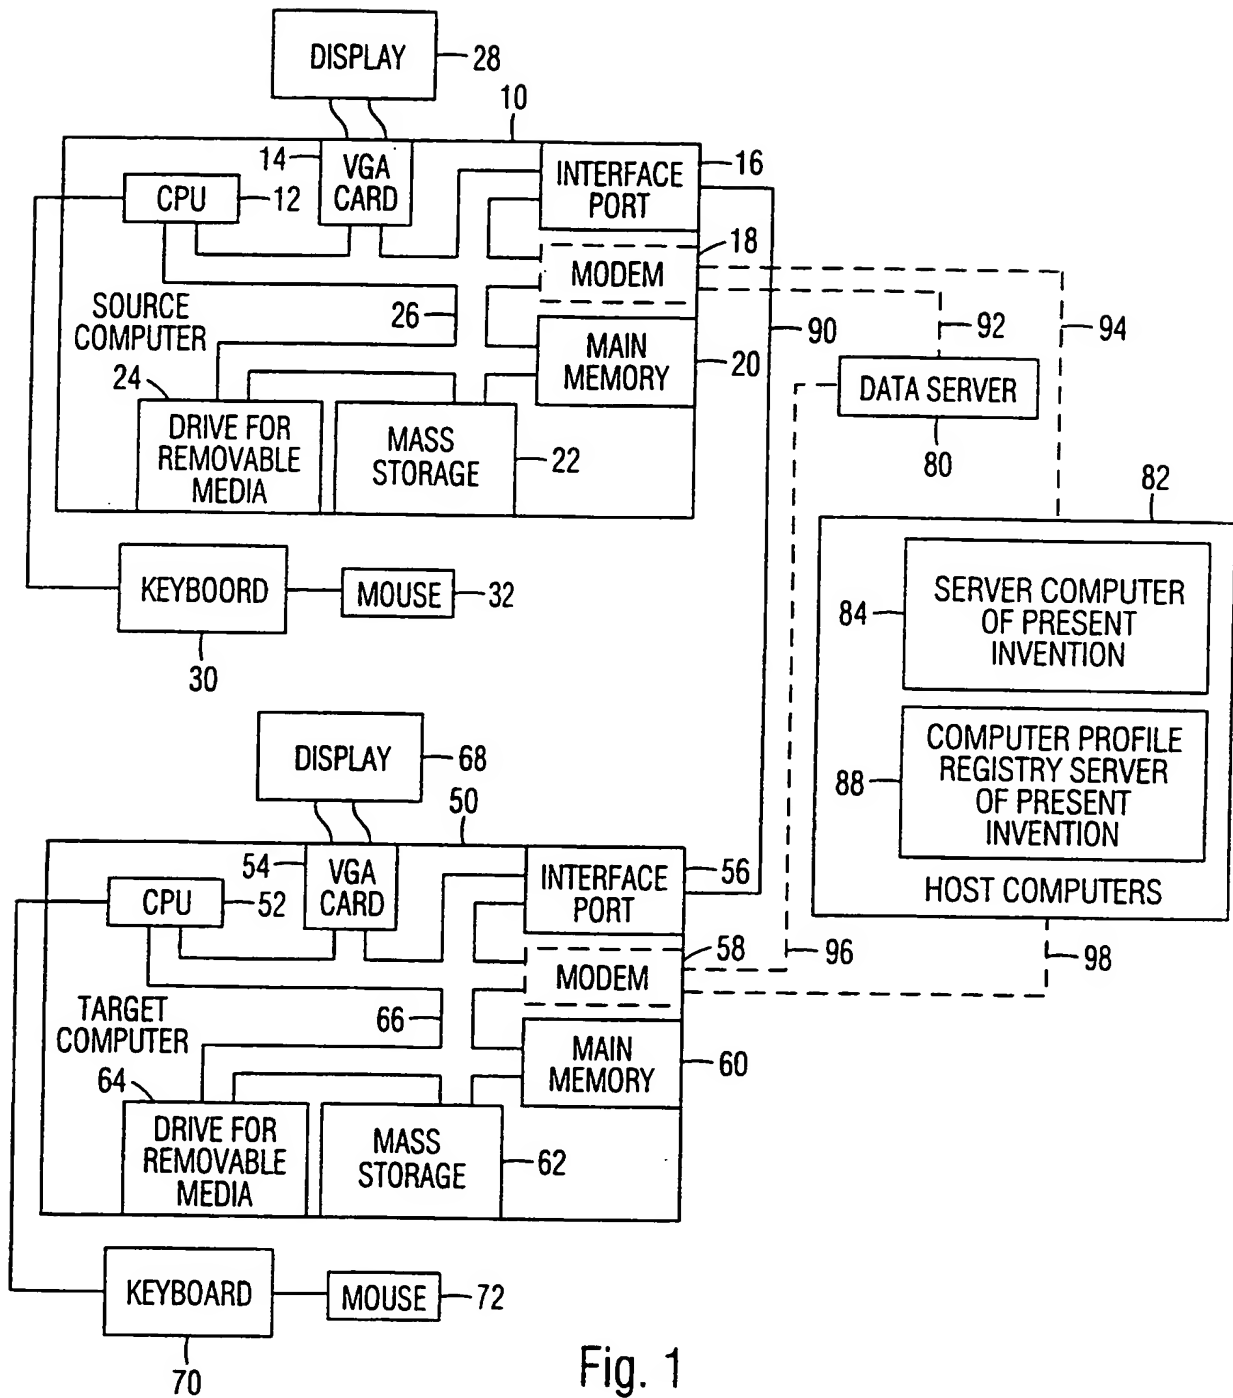 DISPLAY
28
10
14
VGA
CARD
INTERFACE
PORT
16
CPU
12
18
MODEM
SOURCE
COMPUTER
26
90
92
94
MAIN
MEMORY
20
24
DATA SERVER
80
DRIVE FOR
REMOVABLE
MEDIA
MASS
STORAGE
22
82
KEYBOORD
MOUSE
32
30
84
SERVER COMPUTER
OF PRESENT
INVENTION
88
COMPUTER PROFILE
REGISTRY SERVER
OF PRESENT
INVENTION
HOST COMPUTERS
DISPLAY
68
50
54
VGA
CARD
INTERFACE
PORT
56
CPU
52
58
MODEM
96
98
TARGET
COMPUTER
66
MAIN
MEMORY
60
64
DRIVE FOR
REMOVABLE
MEDIA
MASS
STORAGE
62
KEYBOARD
MOUSE
72
70
Fig. 1